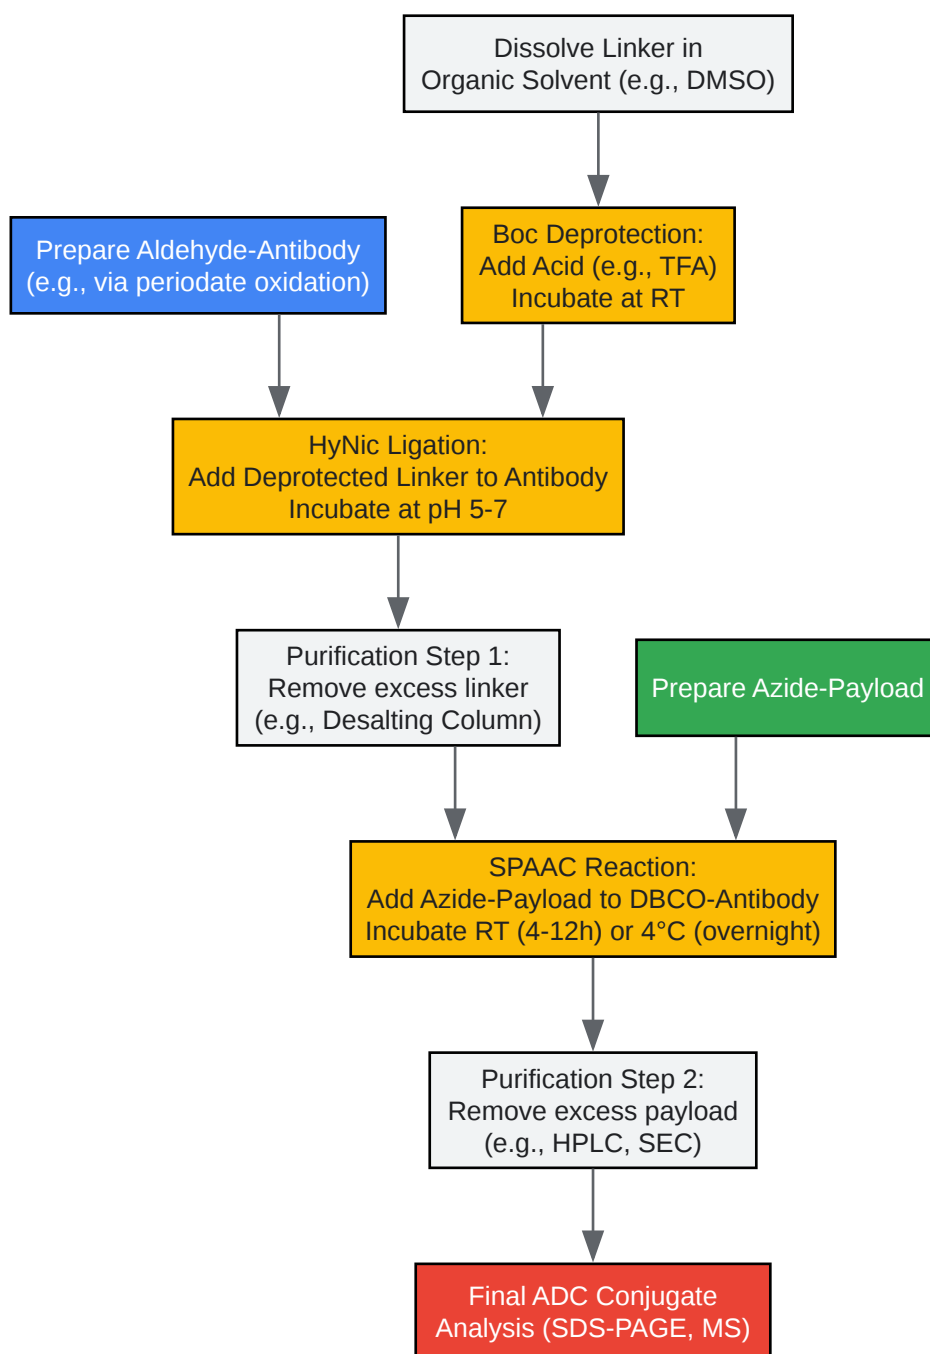 Dissolve Linker in
Organic Solvent (e.g., DMSO)
Prepare Aldehyde-Antibody
(e.g., via periodate oxidation)
Boc Deprotection:
Add Acid (e.g., TFA)
Incubate at RT
HyNic Ligation:
Add Deprotected Linker to Antibody
Incubate at pH 5-7
Purification Step 1:
Remove excess linker
(e.g., Desalting Column)
Prepare Azide-Payload
SPAAC Reaction:
Add Azide-Payload to DBCO-Antibody
Incubate RT (4-12h) or 4°C (overnight)
Purification Step 2:
Remove excess payload
(e.g., HPLC, SEC)
Final ADC Conjugate
Analysis (SDS-PAGE, MS)